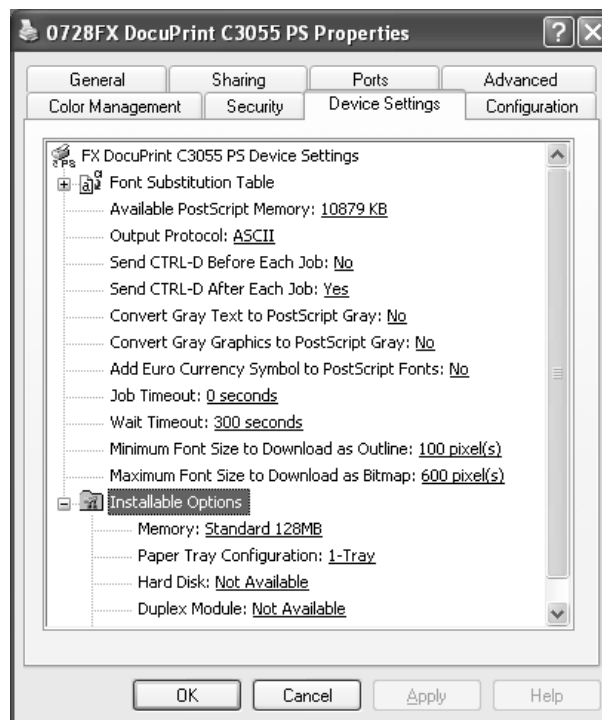 0728FX DocuPrint C3055 PS Properties
General Sharing Ports Advanced
Color Management Security Device Settings Configuration
FX DocuPrint C3055 PS Device Settings
Font Substitution Table
Available PostScript Memory: 10879 KB
Output Protocol: ASCII
Send CTRL-D Before Each Job: No
Send CTRL-D After Each Job: Yes
Convert Gray Text to PostScript Gray: No
Convert Gray Graphics to PostScript Gray: No
Add Euro Currency Symbol to PostScript Fonts: No
Job Timeout: 0 seconds
Wait Timeout: 300 seconds
Minimum Font Size to Download as Outline: 100 pixel(s)
Maximum Font Size to Download as Bitmap: 600 pixel(s)
Installable Options
Memory: Standard 128MB
Paper Tray Configuration: 1-Tray
Hard Disk: Not Available
Duplex Module: Not Available
OK Cancel Apply Help